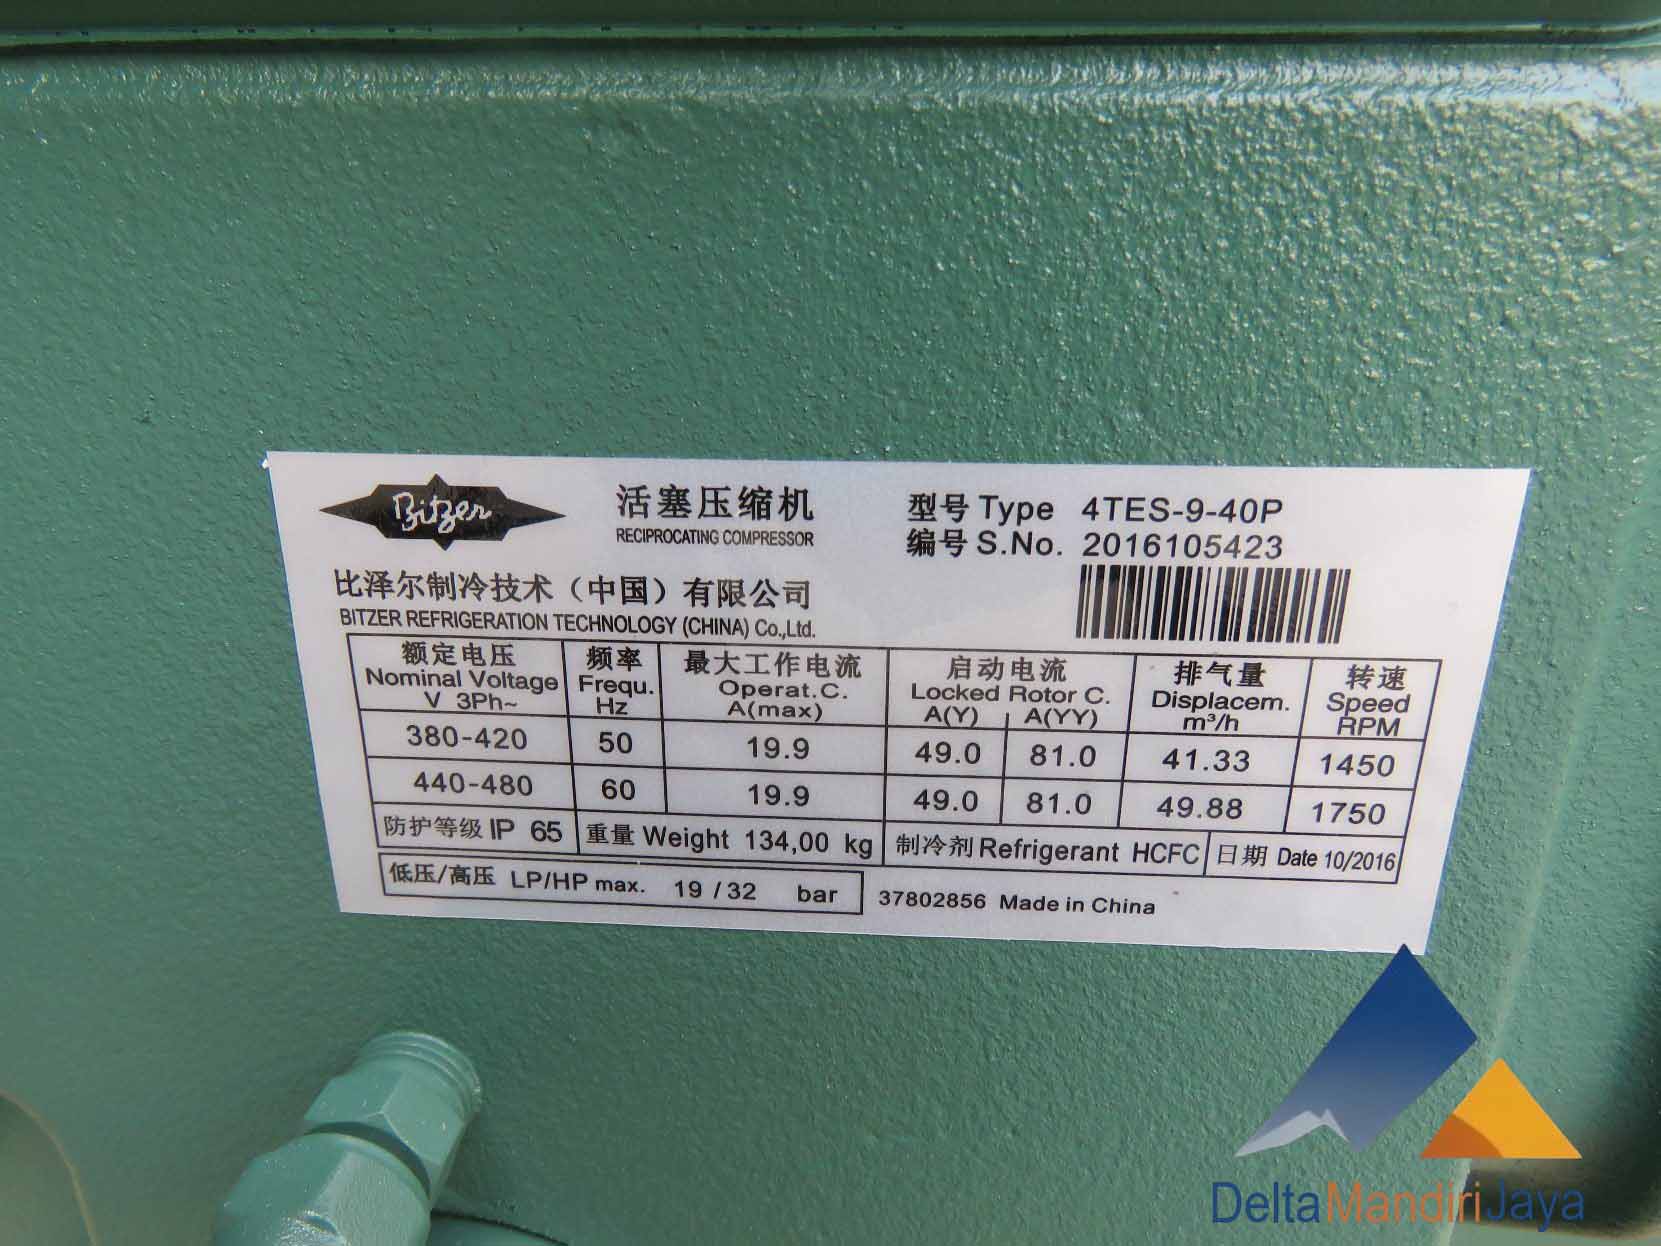 Bitzer
活塞压缩机
RECIPROCATING COMPRESSOR
型号 Type 4TES-9-40P
编号 S.No. 2016105423
比泽尔制冷技术（中国）有限公司
BITZER REFRIGERATION TECHNOLOGY (CHINA) Co.,Ltd.
额定电压 频率 最大工作电流 启动电流 排气量 转速
Nominal Voltage Frequ. Operat.C. Locked Rotor C. Displacem. Speed
V 3Ph~ Hz A(max) A(Y) A(YY) m³/h RPM
380-420 50 19.9 49.0 81.0 41.33 1450
440-480 60 19.9 49.0 81.0 49.88 1750
防护等级 IP 65 重量 Weight 134,00 kg 制冷剂 Refrigerant HCFC 日期 Date 10/2016
低压/高压 LP/HP max. 19 / 32 bar 37802856 Made in China
DeltaMandiriJaya